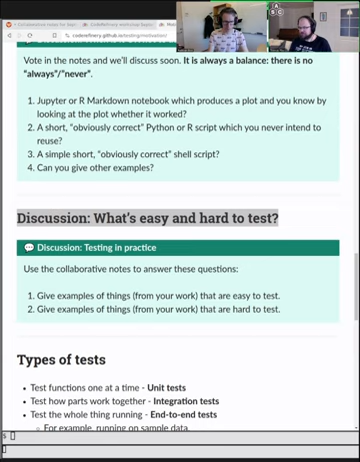 coderefinery.github.io/testing/motivation/
Vote in the notes and we'll discuss soon. It is always a balance: there is no
"always"/"never".
1. Jupyter or R Markdown notebook which produces a plot and you know by
looking at the plot whether it worked?
2. A short, "obviously correct" Python or R script which you never intend to
reuse?
3. A simple short, "obviously correct" shell script?
4. Can you give other examples?
Discussion: What's easy and hard to test?
💬 Discussion: Testing in practice
Use the collaborative notes to answer these questions:
1. Give examples of things (from your work) that are easy to test.
2. Give examples of things (from your work) that are hard to test.
Types of tests
• Test functions one at a time - Unit tests
• Test how parts work together - Integration tests
• Test the whole thing running - End-to-end tests
◦ For example, running on sample data.
$